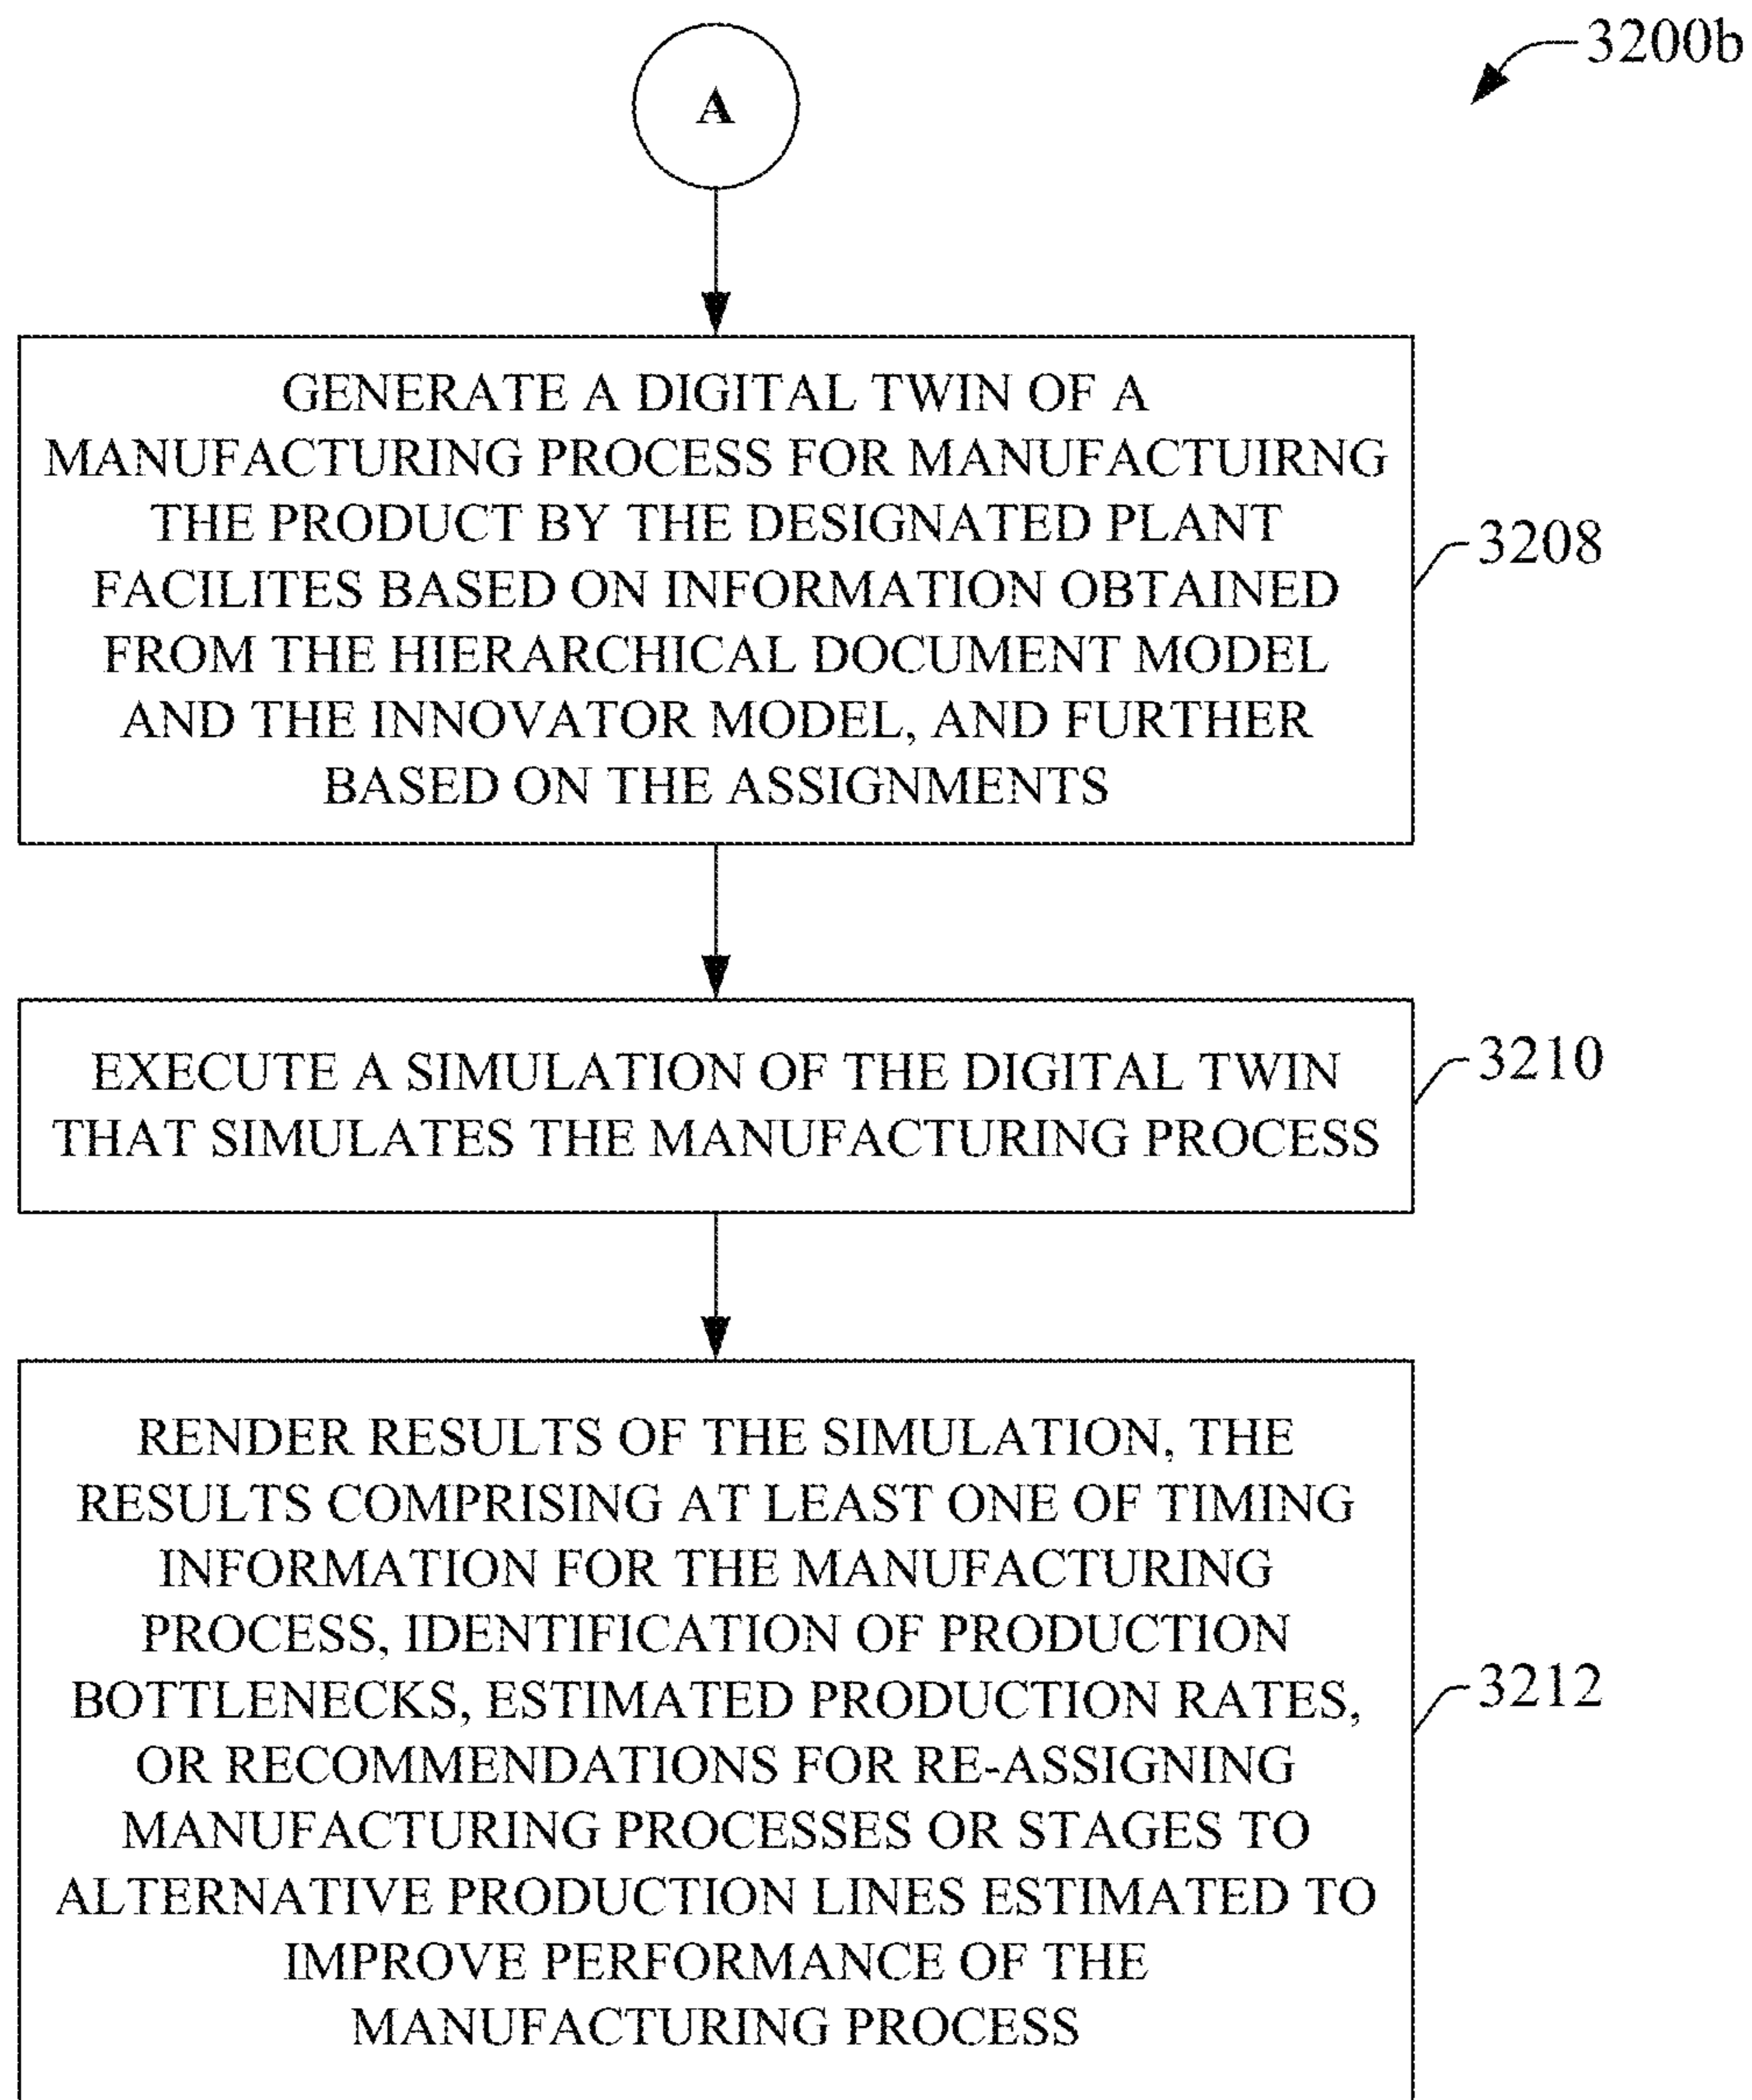 3200b
A
GENERATE A DIGITAL TWIN OF A
MANUFACTURING PROCESS FOR MANUFACTUIRNG
THE PRODUCT BY THE DESIGNATED PLANT
FACILITES BASED ON INFORMATION OBTAINED
FROM THE HIERARCHICAL DOCUMENT MODEL
AND THE INNOVATOR MODEL, AND FURTHER
BASED ON THE ASSIGNMENTS
3208
EXECUTE A SIMULATION OF THE DIGITAL TWIN
THAT SIMULATES THE MANUFACTURING PROCESS
3210
RENDER RESULTS OF THE SIMULATION, THE
RESULTS COMPRISING AT LEAST ONE OF TIMING
INFORMATION FOR THE MANUFACTURING
PROCESS, IDENTIFICATION OF PRODUCTION
BOTTLENECKS, ESTIMATED PRODUCTION RATES,
OR RECOMMENDATIONS FOR RE-ASSIGNING
MANUFACTURING PROCESSES OR STAGES TO
ALTERNATIVE PRODUCTION LINES ESTIMATED TO
IMPROVE PERFORMANCE OF THE
MANUFACTURING PROCESS
3212